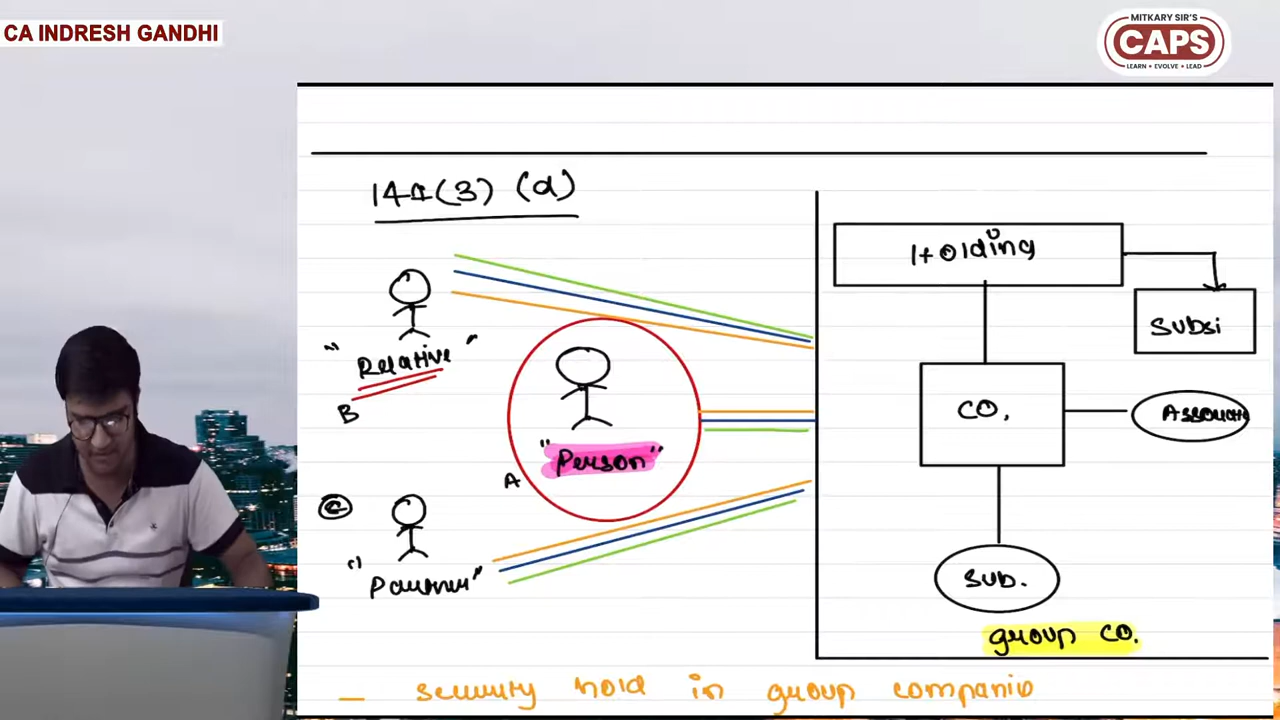 CA INDRESH GANDHI
MITKARY SIR'S
CAPS
LEARN • EVOLVE • LEAD
144(3) (d)
Holding
Subsi
"Relative"
B
CO.
Associate
"Person"
A
C
"Partner"
Sub.
group CO.
— security hold in group companies